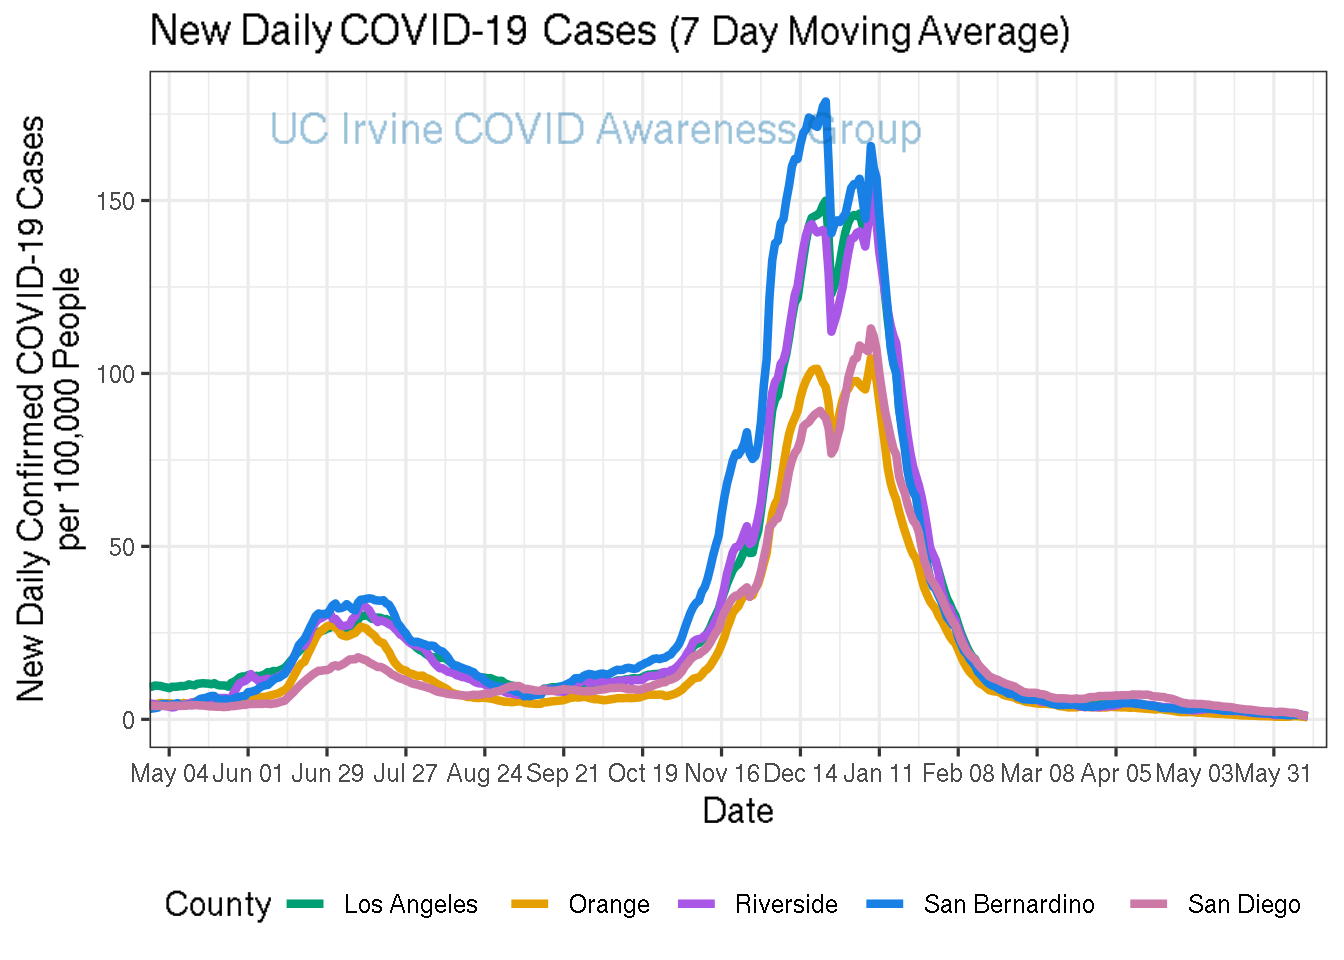 New Daily COVID-19 Cases (7 Day Moving Average)
UC Irvine COVID Awareness Group
New Daily Confirmed COVID-19 Cases
per 100,000 People
150
100
50
0
May 04 Jun 01 Jun 29 Jul 27 Aug 24 Sep 21 Oct 19 Nov 16 Dec 14 Jan 11 Feb 08 Mar 08 Apr 05 May 03 May 31
Date
County Los Angeles Orange Riverside San Bernardino San Diego